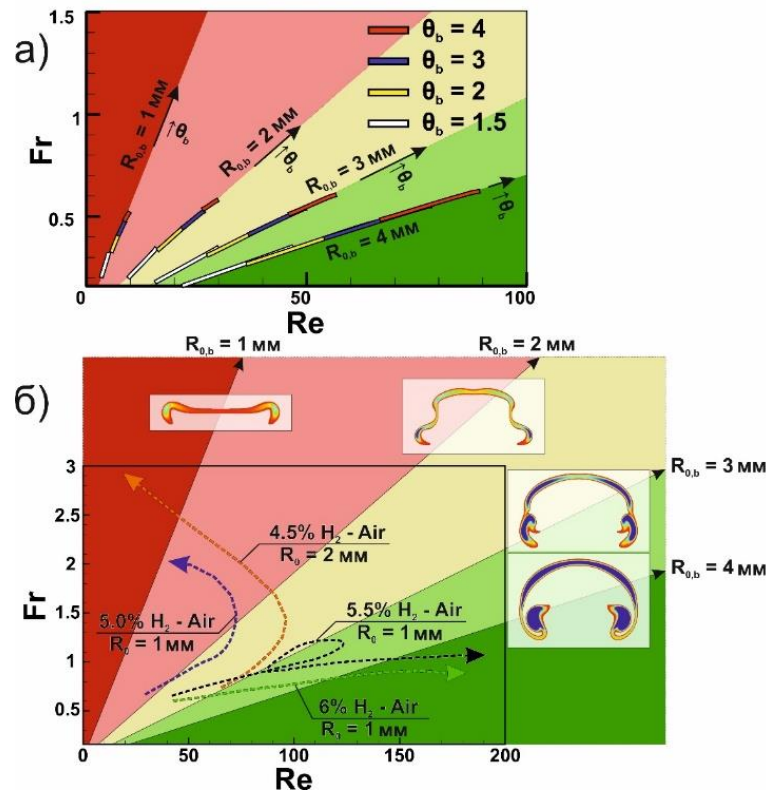 а)
1.5
1
0.5
0
Fr
0
50
100
Re
θb = 4
θb = 3
θb = 2
θb = 1.5
R0,b = 1 мм
θb
R0,b = 2 мм
θb
R0,b = 3 мм
θb
R0,b = 4 мм
θb
б)
R0,b = 1 мм
R0,b = 2 мм
R0,b = 3 мм
R0,b = 4 мм
3
2.5
2
1.5
1
0.5
Fr
0
50
100
150
200
Re
4.5% H2 - Air
R0 = 2 мм
5.0% H2 - Air
R0 = 1 мм
5.5% H2 - Air
R0 = 1 мм
6% H2 - Air
R0 = 1 мм